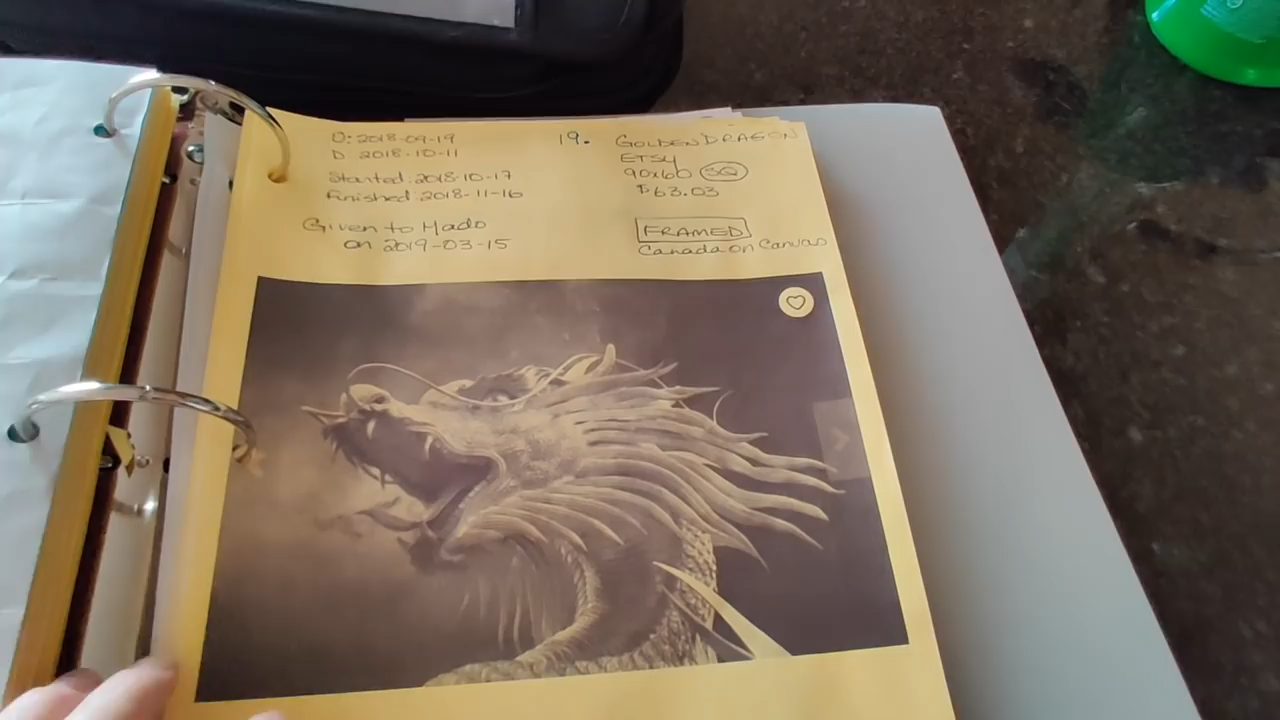 O: 2018-09-19
D 2018-10-11
Started: 2018-10-17
Finished: 2018-11-16
Given to Mado
on 2019-03-15
19. GOLDEN DRAGON
ETSY
90x60 SQ
$63.03
FRAMED
Canada on Canvas